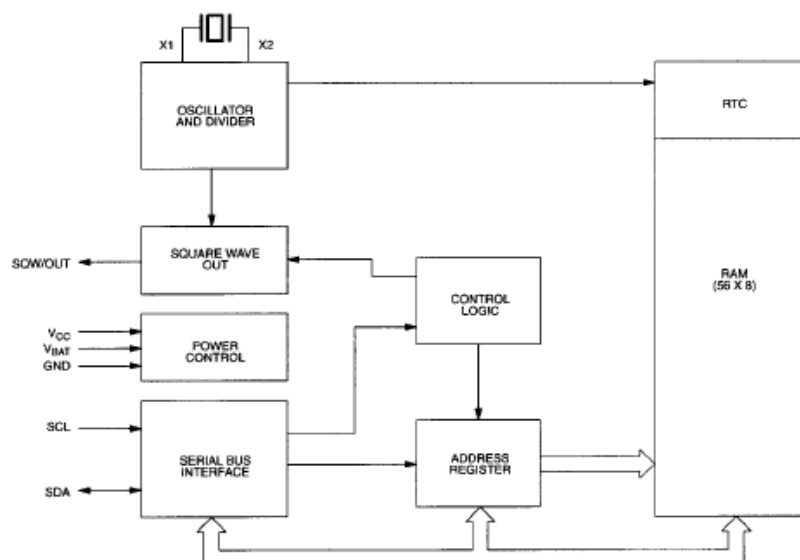 X1
X2
OSCILLATOR
AND DIVIDER
RTC
SQUARE WAVE
OUT
SQW/OUT
CONTROL
LOGIC
RAM
(56 X 8)
VCC
VBAT
GND
POWER
CONTROL
SCL
SERIAL BUS
INTERFACE
ADDRESS
REGISTER
SDA